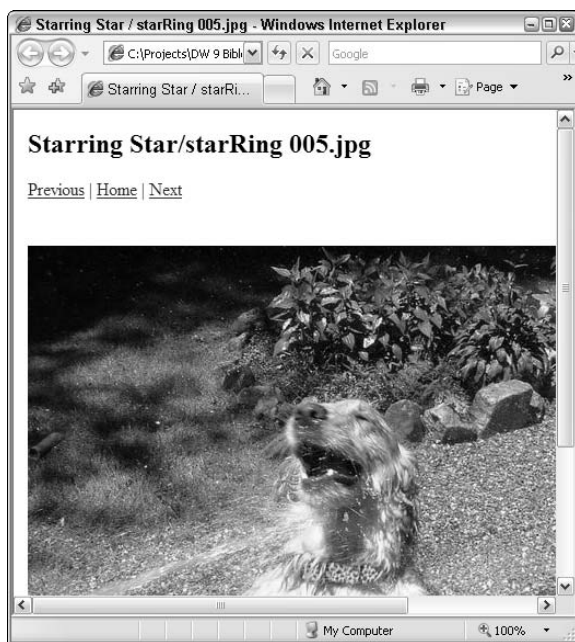 Starring Star / starRing 005.jpg - Windows Internet Explorer
C:\Projects\DW 9 Bibl
Google
Starring Star / starRi...
Page
»
Starring Star/starRing 005.jpg
Previous | Home | Next
My Computer
100%